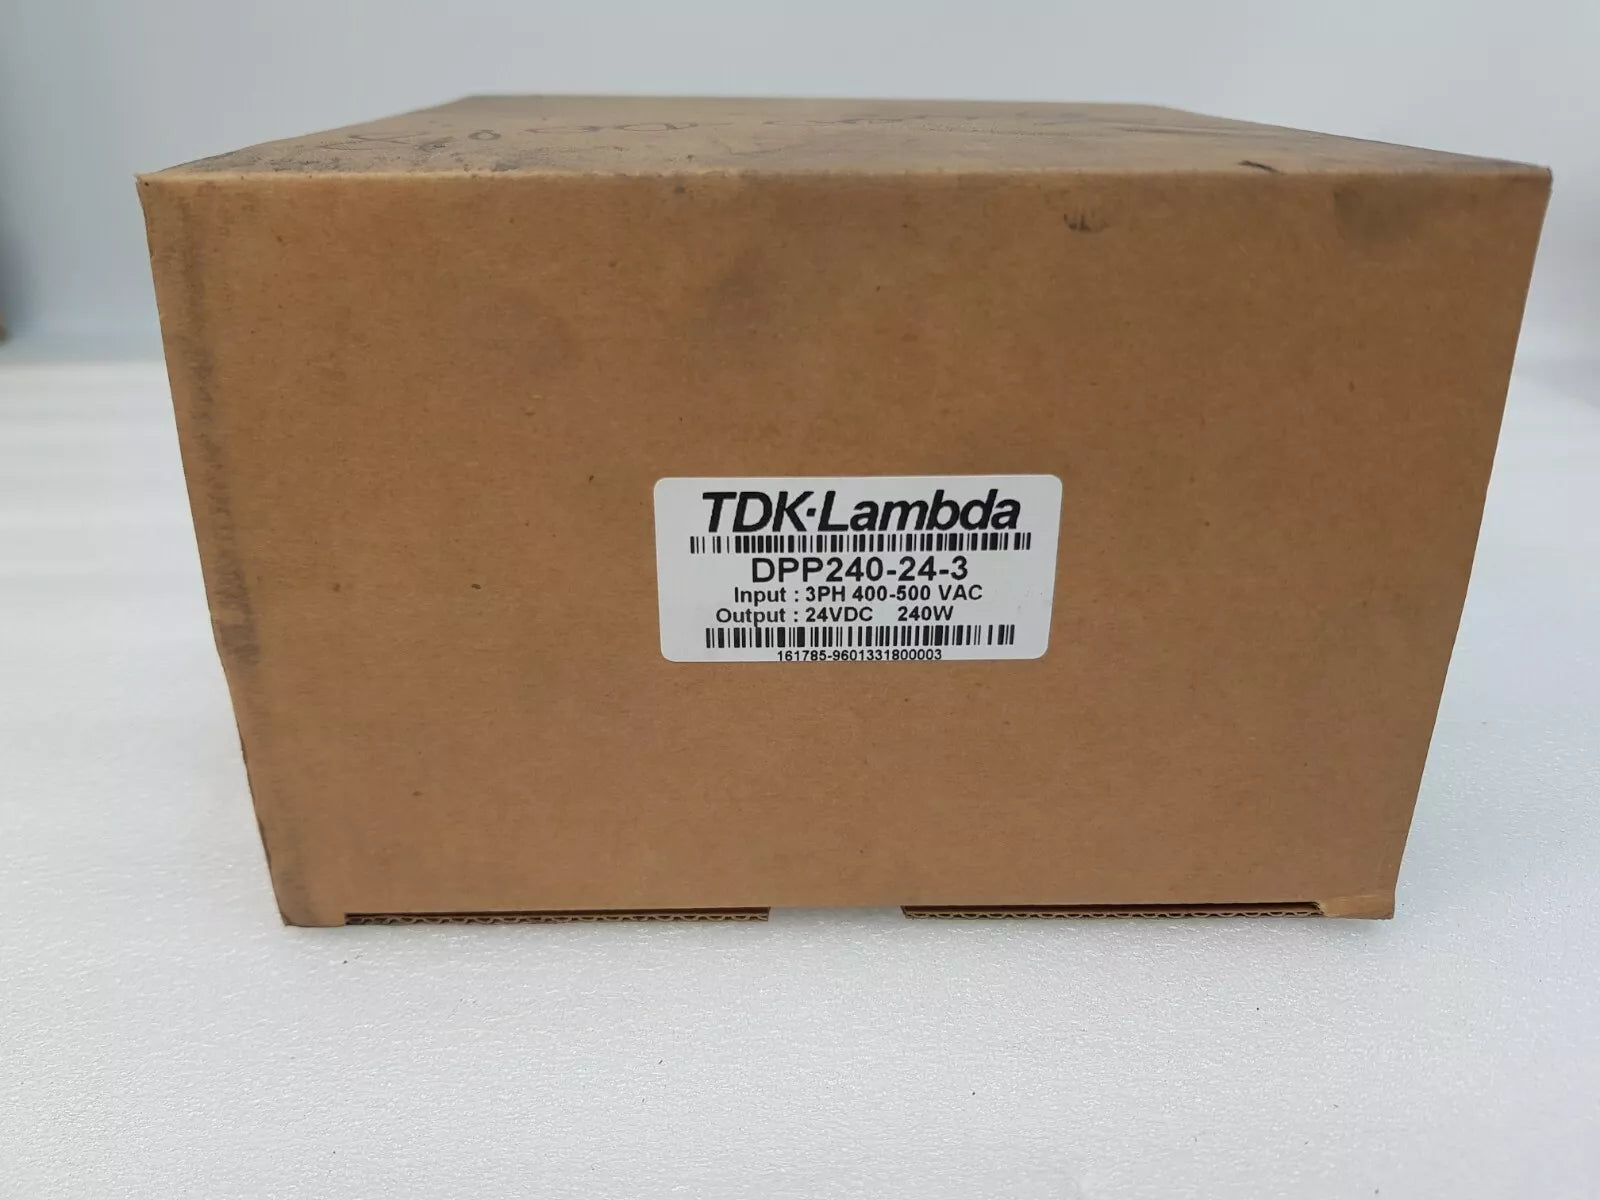 TDK·Lambda
DPP240-24-3
Input : 3PH 400-500 VAC
Output : 24VDC 240W
161785-9601331800003